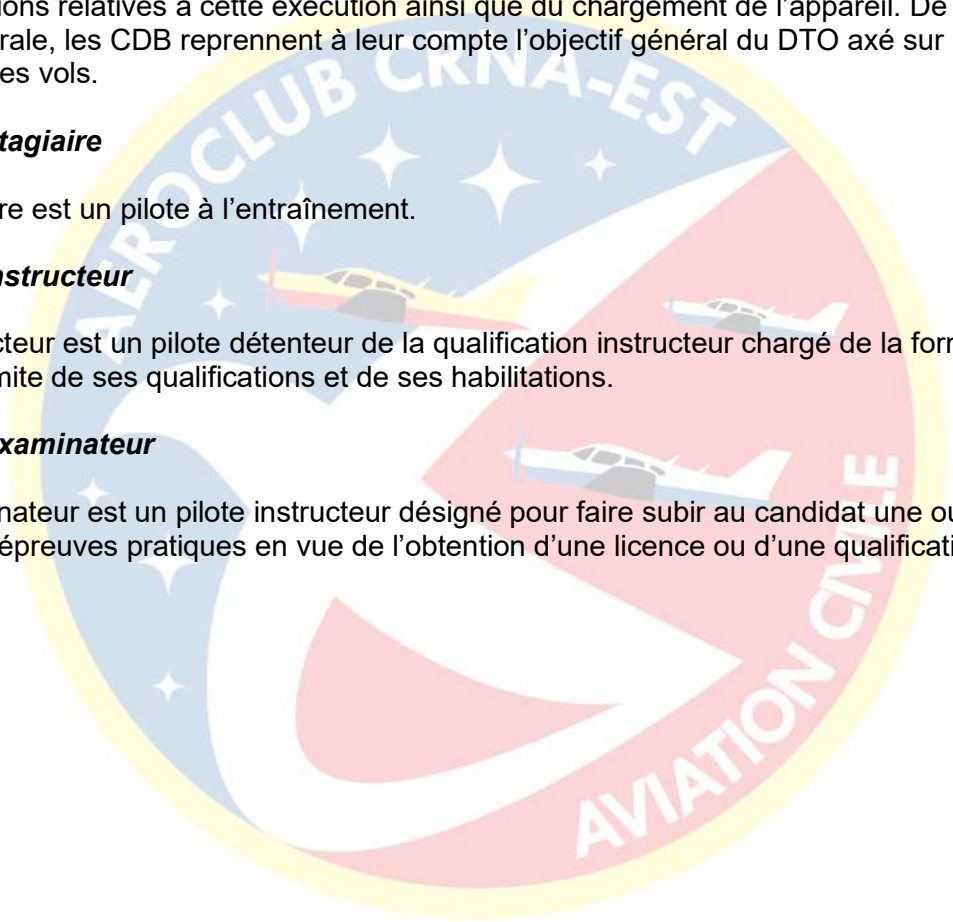 ions relatives à cette exécution ainsi que du chargement de l'appareil. De
rale, les CDB reprennent à leur compte l'objectif général du DTO axé sur
es vols.
tagiaire
re est un pilote à l'entraînement.
nstructeur
cteur est un pilote détenteur de la qualification instructeur chargé de la for
mite de ses qualifications et de ses habilitations.
xaminateur
nateur est un pilote instructeur désigné pour faire subir au candidat une ou
épreuves pratiques en vue de l'obtention d'une licence ou d'une qualificati
AEROCLUB CRNA-EST
AVIATION CIVILE